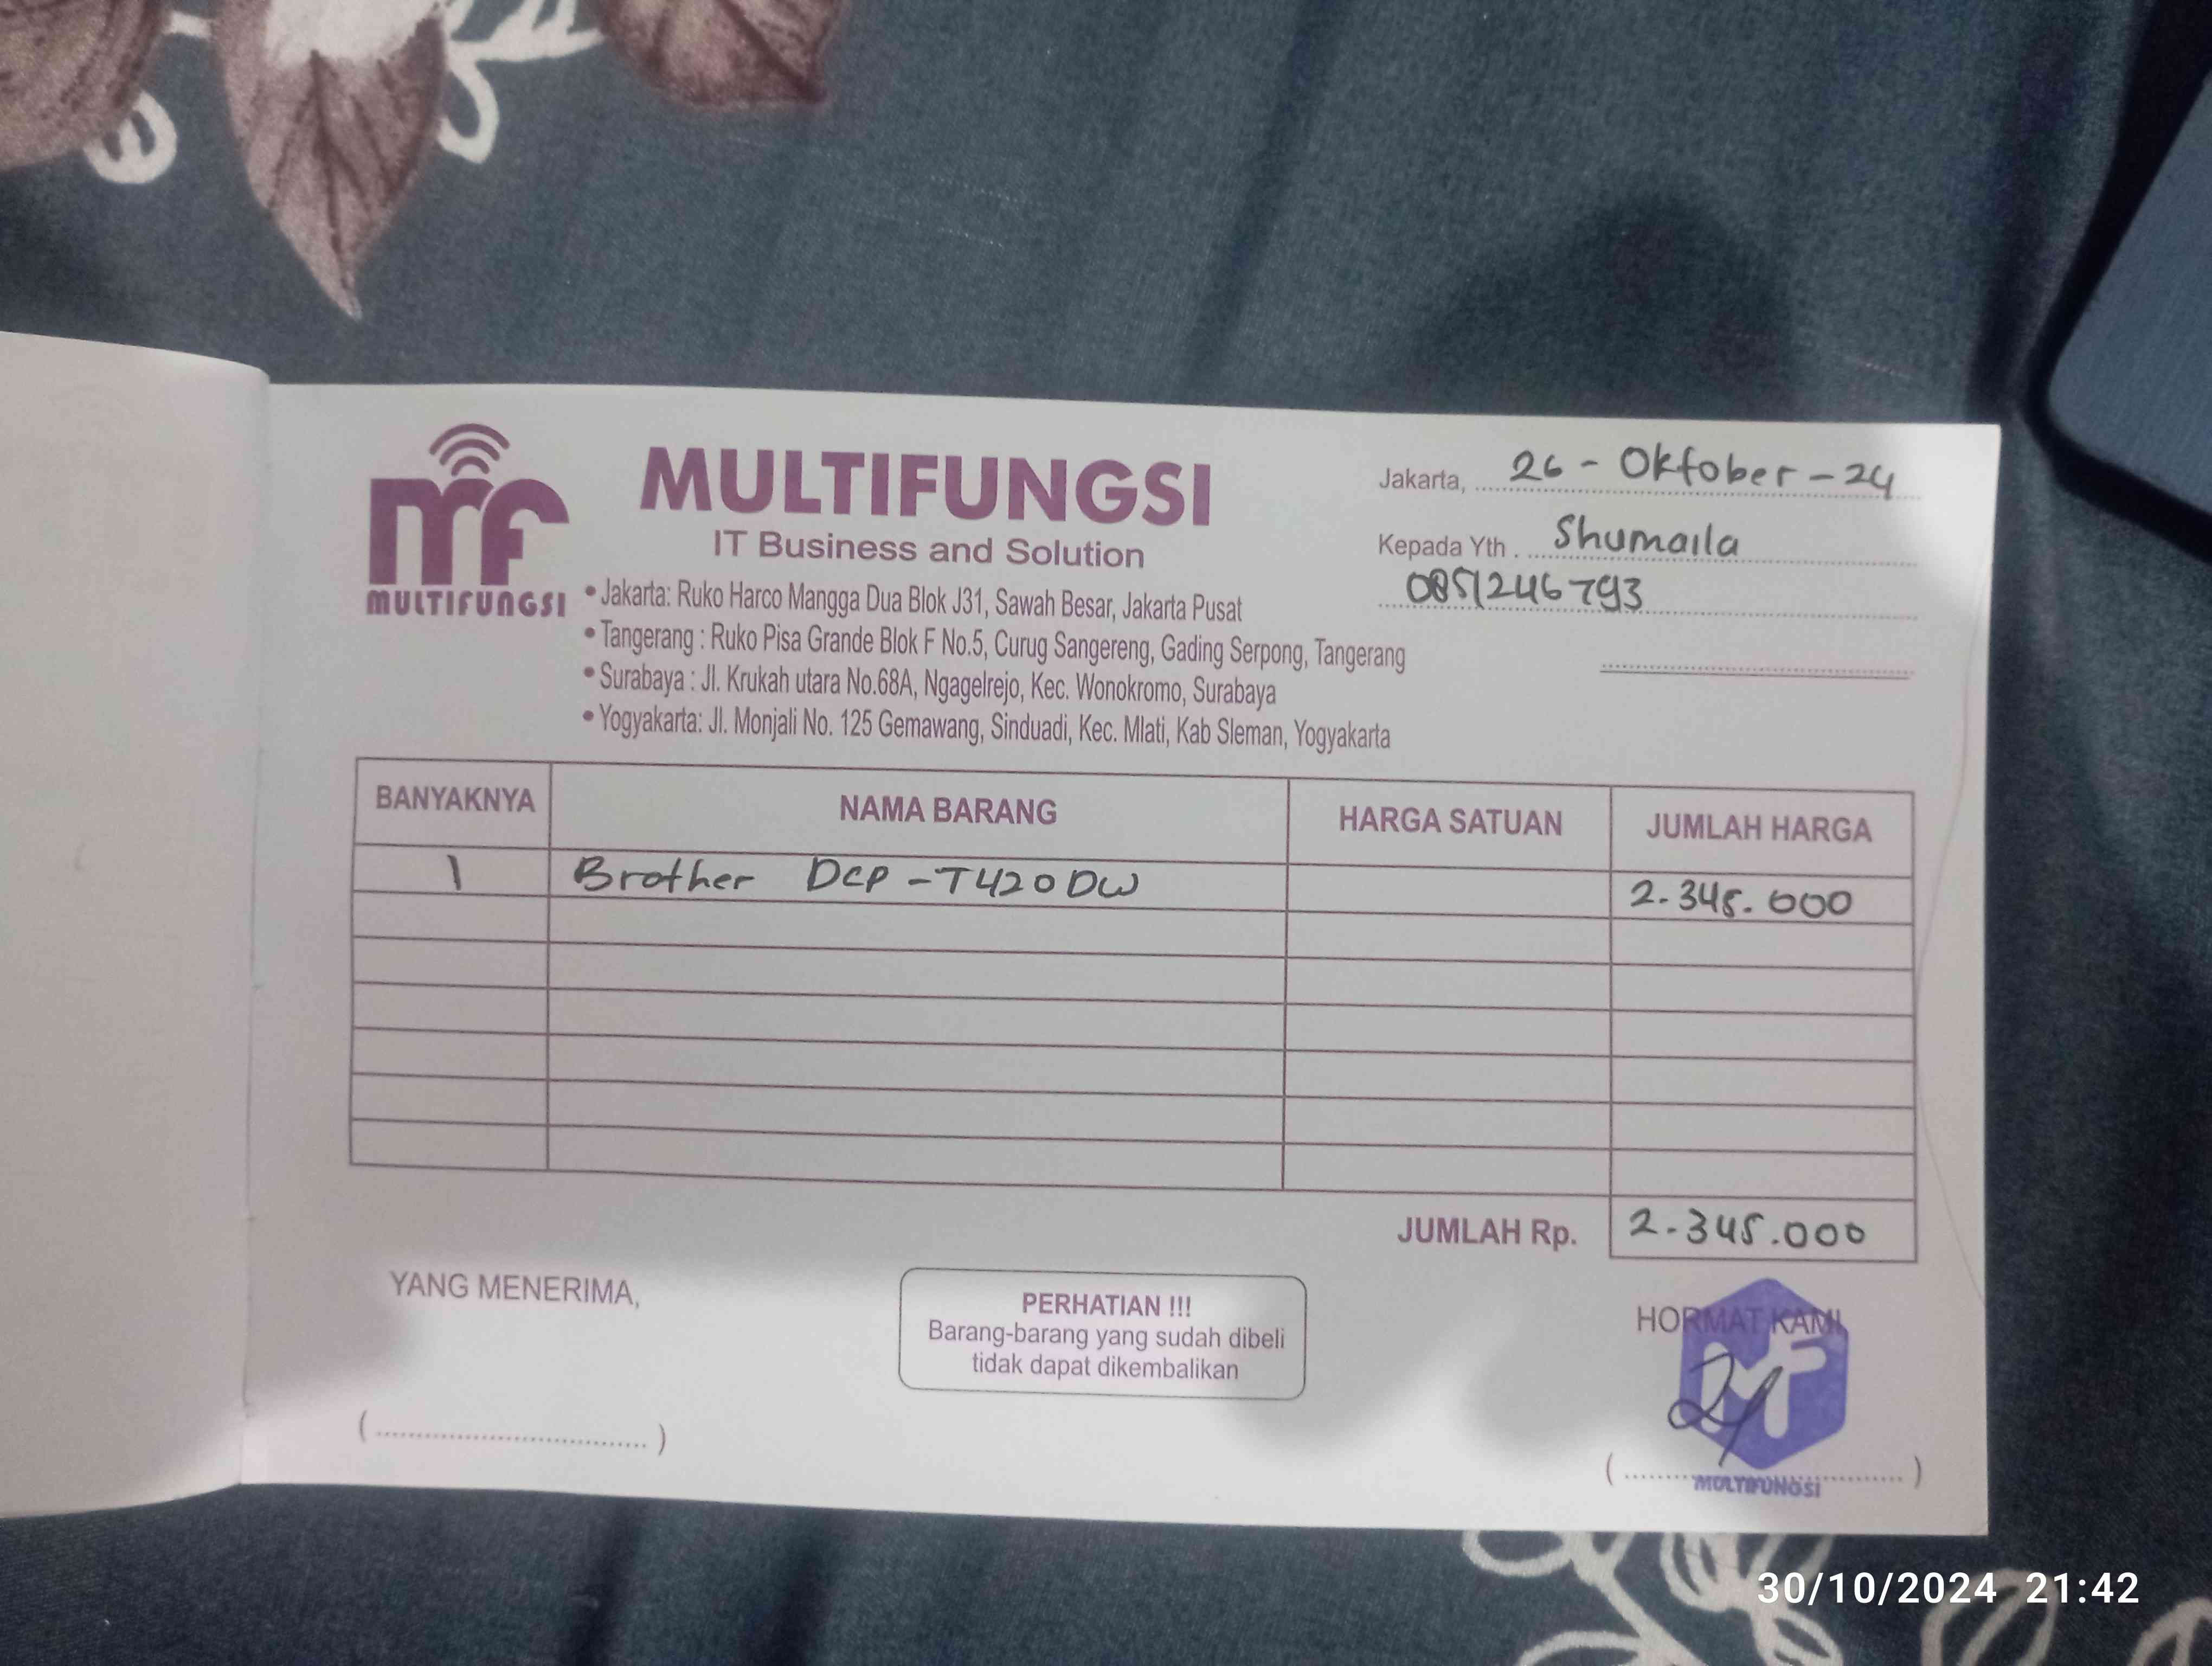 MULTIFUNGSI
MULTIFUNGSI
IT Business and Solution
• Jakarta: Ruko Harco Mangga Dua Blok J31, Sawah Besar, Jakarta Pusat
• Tangerang : Ruko Pisa Grande Blok F No.5, Curug Sangereng, Gading Serpong, Tangerang
• Surabaya : Jl. Krukah utara No.68A, Ngagelrejo, Kec. Wonokromo, Surabaya
• Yogyakarta: Jl. Monjali No. 125 Gemawang, Sinduadi, Kec. Mlati, Kab Sleman, Yogyakarta
Jakarta, 26 - Oktober - 24
Kepada Yth . Shumaila
0851246793
BANYAKNYA NAMA BARANG HARGA SATUAN JUMLAH HARGA
1 Brother DCP -T420DW 2.345.000
JUMLAH Rp. 2.345.000
YANG MENERIMA,
(.................................)
PERHATIAN !!!
Barang-barang yang sudah dibeli
tidak dapat dikembalikan
HORMAT KAMI,
MF
MULTIFUNGSI
(.................................)
30/10/2024 21:42